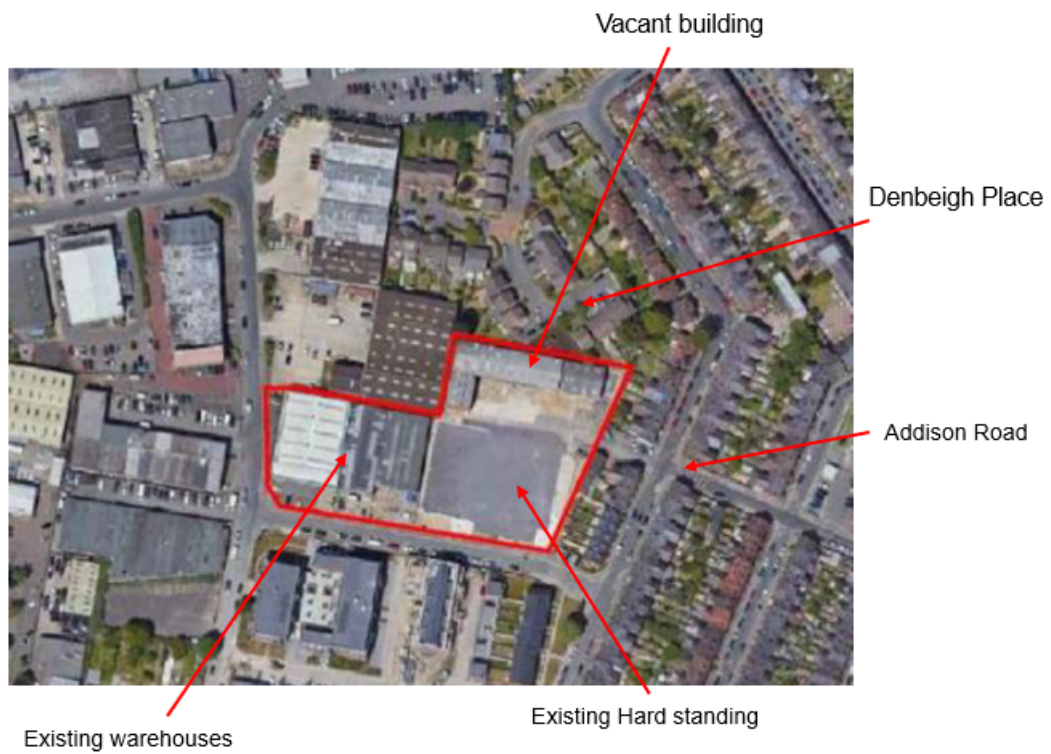 Vacant building
Denbeigh Place
Addison Road
Existing Hard standing
Existing warehouses